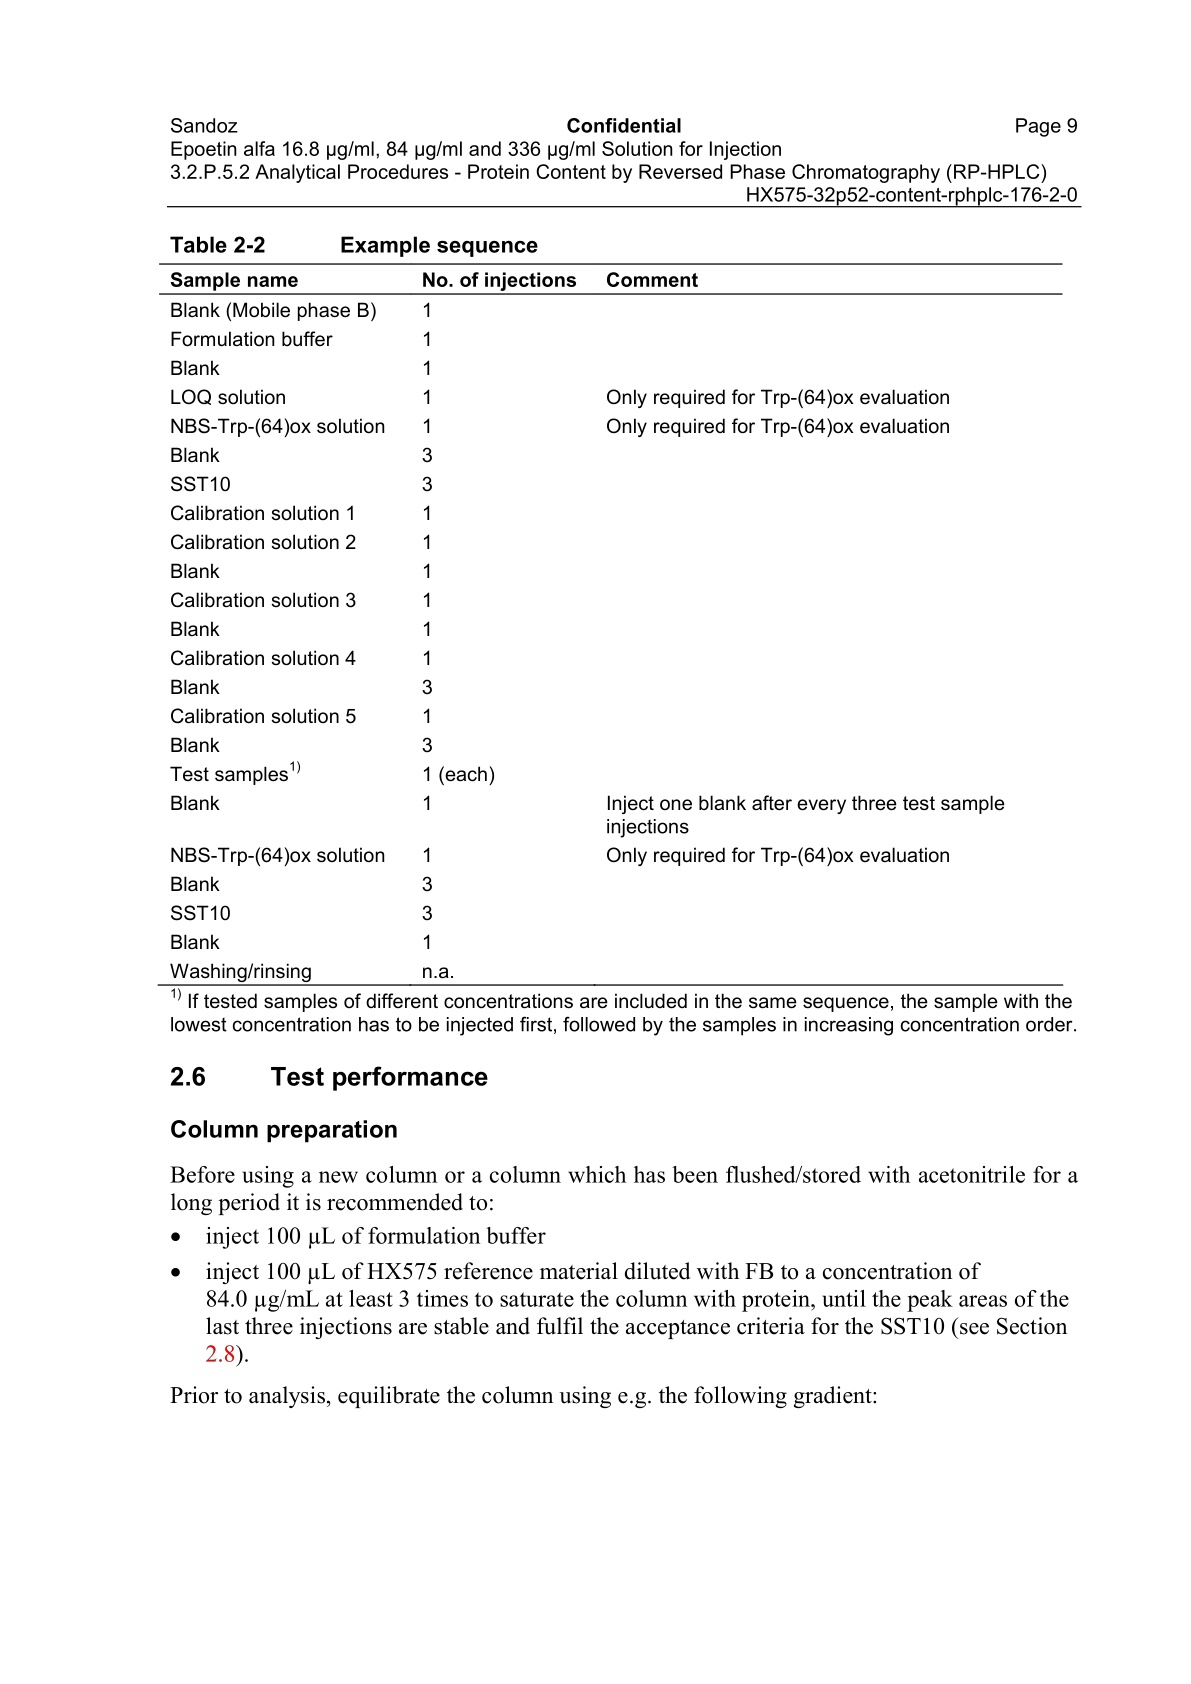 Sandoz Confidential Page 9
Epoetin alfa 16.8 µg/ml, 84 µg/ml and 336 µg/ml Solution for Injection
3.2.P.5.2 Analytical Procedures - Protein Content by Reversed Phase Chromatography (RP-HPLC)
HX575-32p52-content-rphplc-176-2-0
Table 2-2 Example sequence
Sample name No. of injections Comment
Blank (Mobile phase B) 1
Formulation buffer 1
Blank 1
LOQ solution 1 Only required for Trp-(64)ox evaluation
NBS-Trp-(64)ox solution 1 Only required for Trp-(64)ox evaluation
Blank 3
SST10 3
Calibration solution 1 1
Calibration solution 2 1
Blank 1
Calibration solution 3 1
Blank 1
Calibration solution 4 1
Blank 3
Calibration solution 5 1
Blank 3
Test samples1) 1 (each)
Blank 1 Inject one blank after every three test sample
injections
NBS-Trp-(64)ox solution 1 Only required for Trp-(64)ox evaluation
Blank 3
SST10 3
Blank 1
Washing/rinsing n.a.
1) If tested samples of different concentrations are included in the same sequence, the sample with the
lowest concentration has to be injected first, followed by the samples in increasing concentration order.
2.6 Test performance
Column preparation
Before using a new column or a column which has been flushed/stored with acetonitrile for a
long period it is recommended to:
• inject 100 µL of formulation buffer
• inject 100 µL of HX575 reference material diluted with FB to a concentration of
84.0 µg/mL at least 3 times to saturate the column with protein, until the peak areas of the
last three injections are stable and fulfil the acceptance criteria for the SST10 (see Section
2.8).
Prior to analysis, equilibrate the column using e.g. the following gradient: